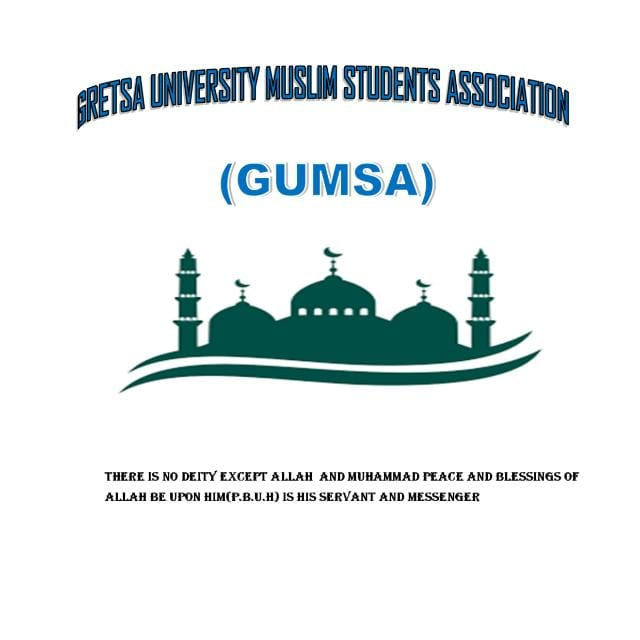 GRETSA UNIVERSITY MUSLIM STUDENTS ASSOCIATION
(GUMSA)
THERE IS NO DEITY EXCEPT ALLAH AND MUHAMMAD PEACE AND BLESSINGS OF
ALLAH BE UPON HIM(P.B.U.H) IS HIS SERVANT AND MESSENGER